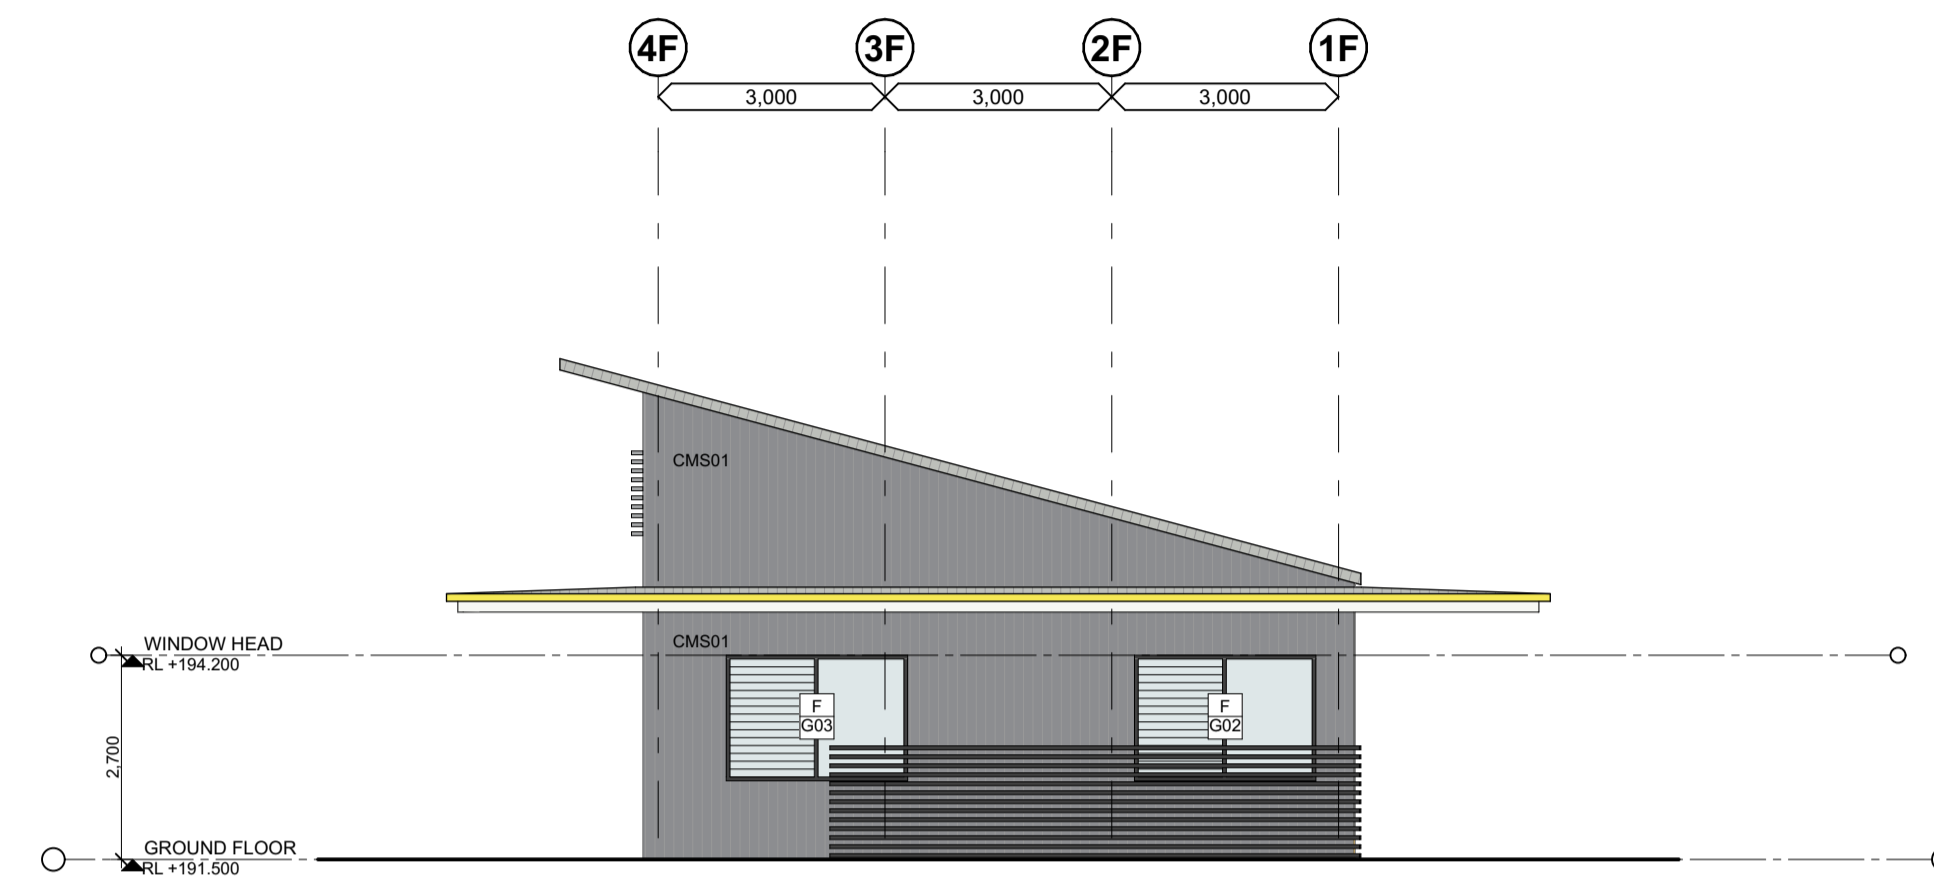 4F 3F 2F 1F
3,000 3,000 3,000
CMS01
CMS01
WINDOW HEAD
RL +194.200
F
G03
F
G02
2,700
GROUND FLOOR
RL +191.500